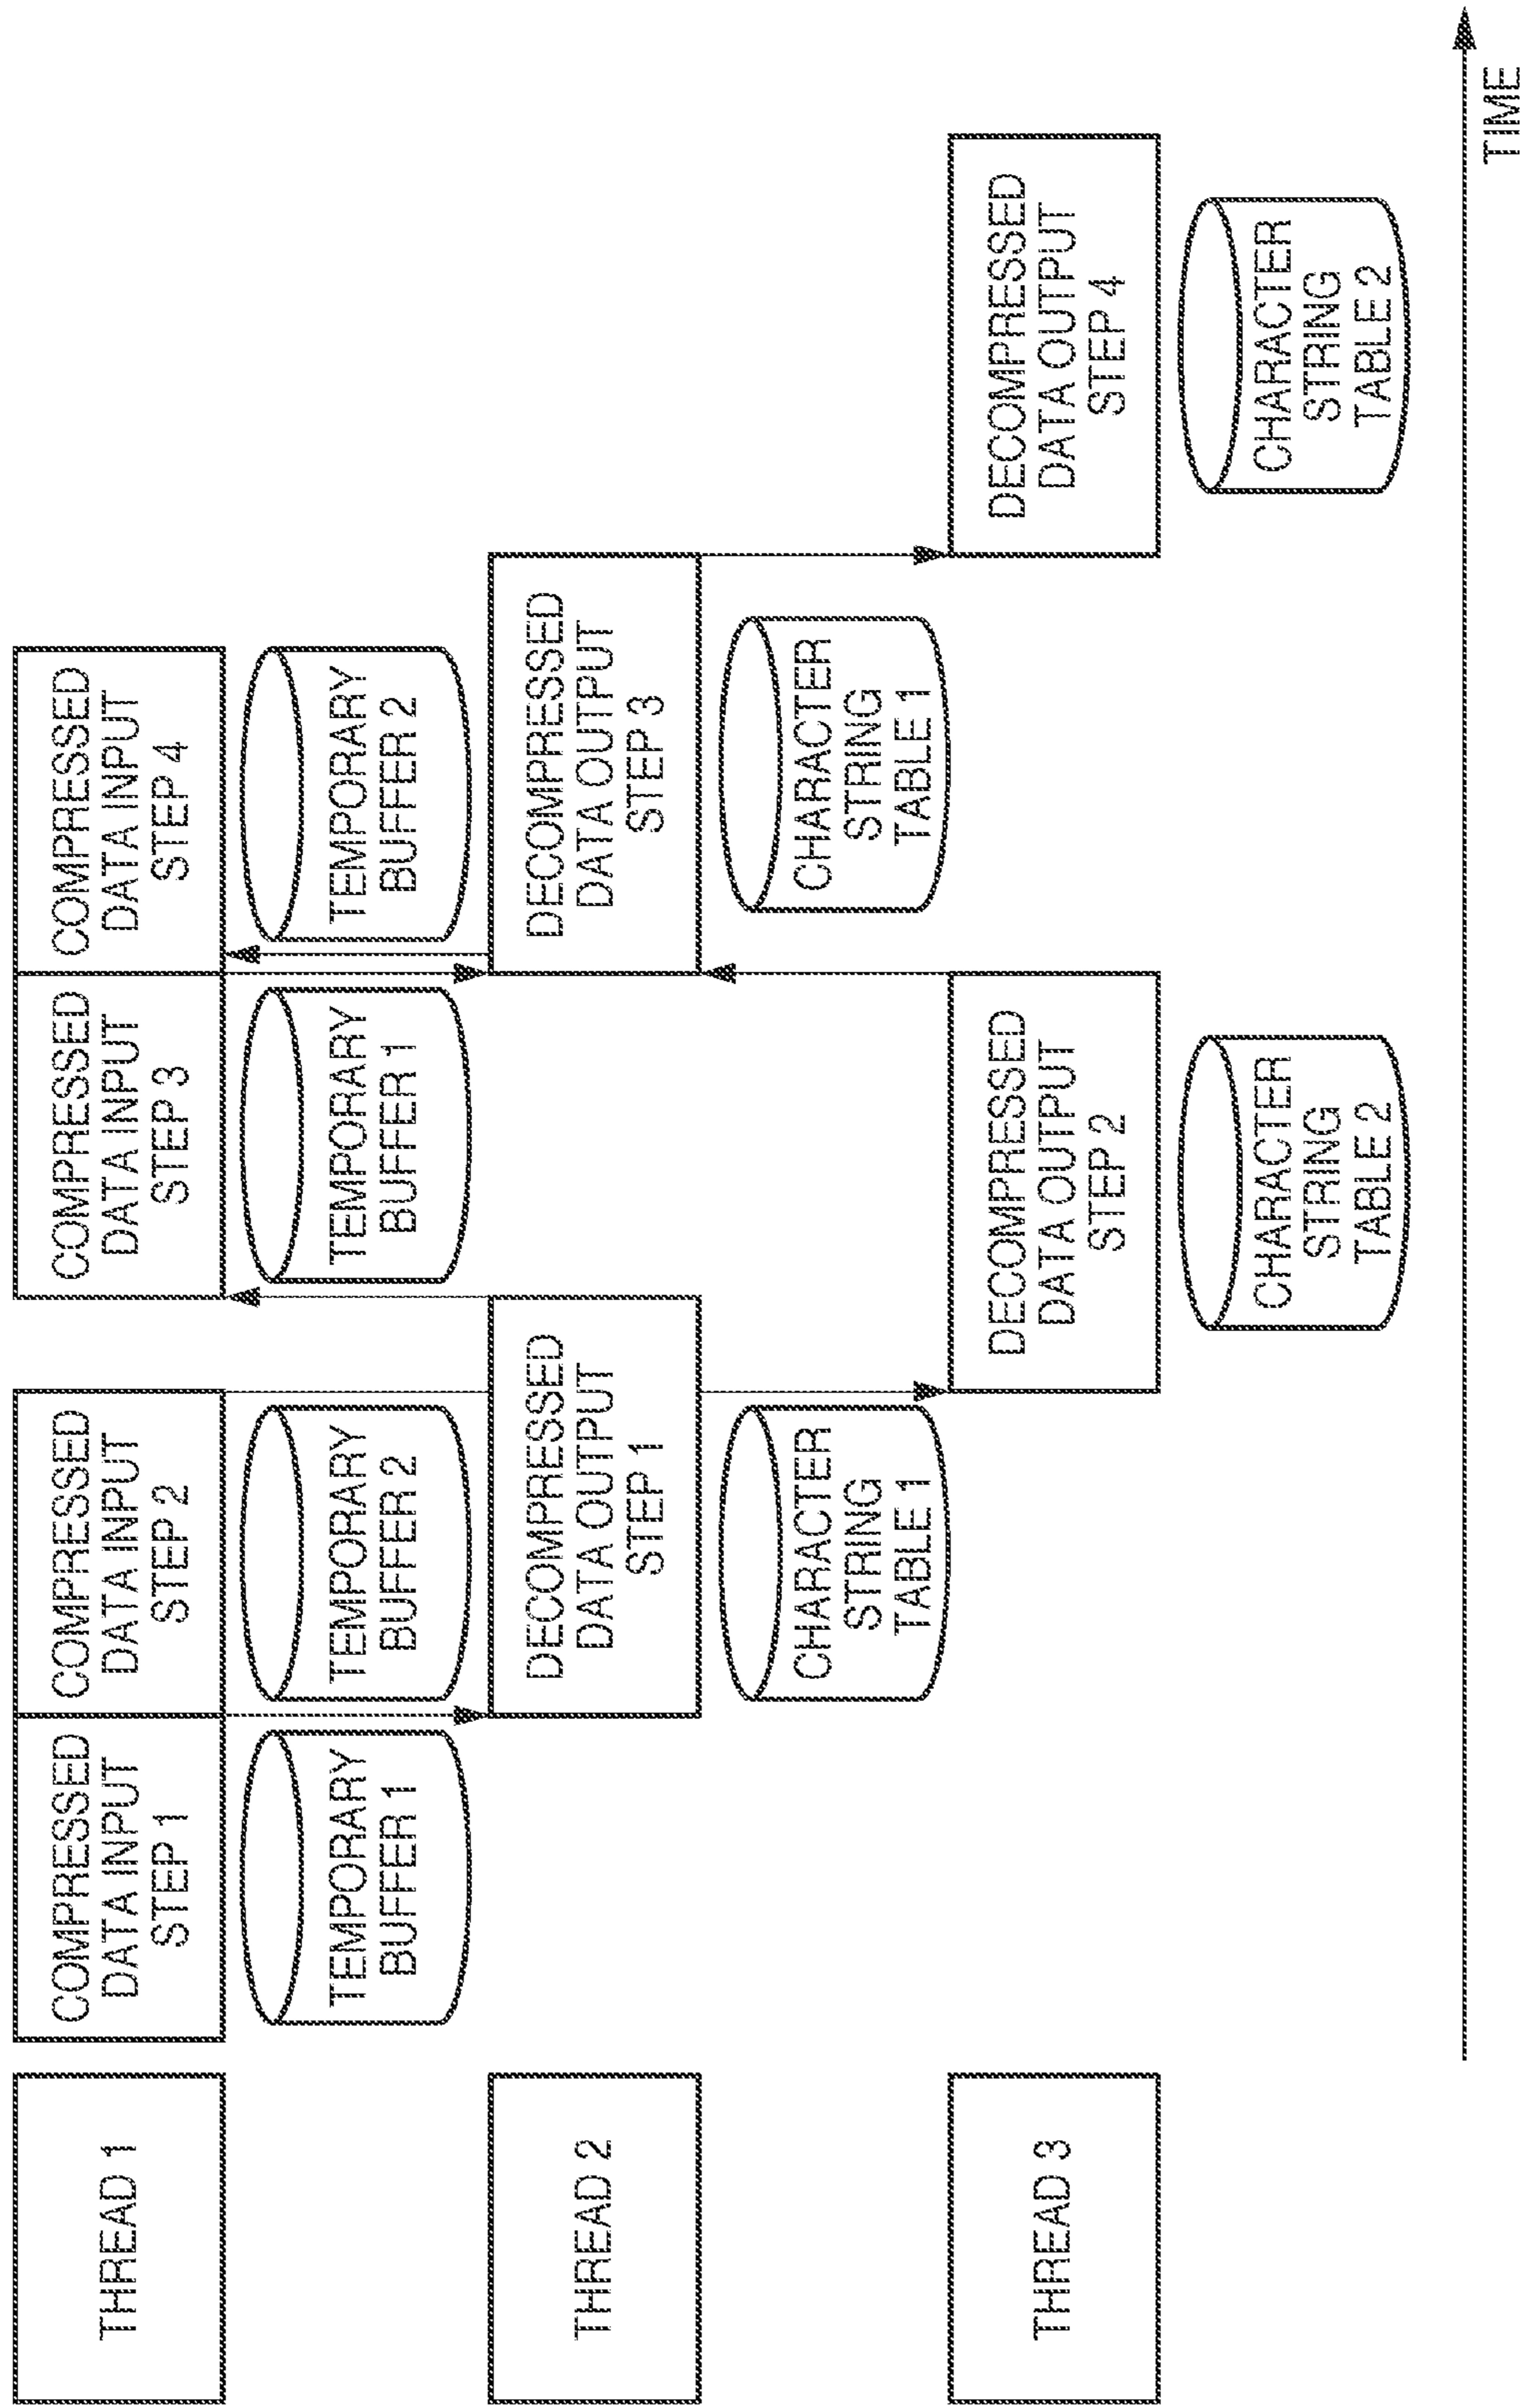 THREAD 1
COMPRESSED
DATA INPUT
STEP 1
COMPRESSED
DATA INPUT
STEP 2
COMPRESSED
DATA INPUT
STEP 3
COMPRESSED
DATA INPUT
STEP 4
TEMPORARY
BUFFER 1
TEMPORARY
BUFFER 2
TEMPORARY
BUFFER 1
TEMPORARY
BUFFER 2
THREAD 2
DECOMPRESSED
DATA OUTPUT
STEP 1
DECOMPRESSED
DATA OUTPUT
STEP 3
CHARACTER
STRING
TABLE 1
CHARACTER
STRING
TABLE 1
THREAD 3
DECOMPRESSED
DATA OUTPUT
STEP 2
DECOMPRESSED
DATA OUTPUT
STEP 4
CHARACTER
STRING
TABLE 2
CHARACTER
STRING
TABLE 2
TIME